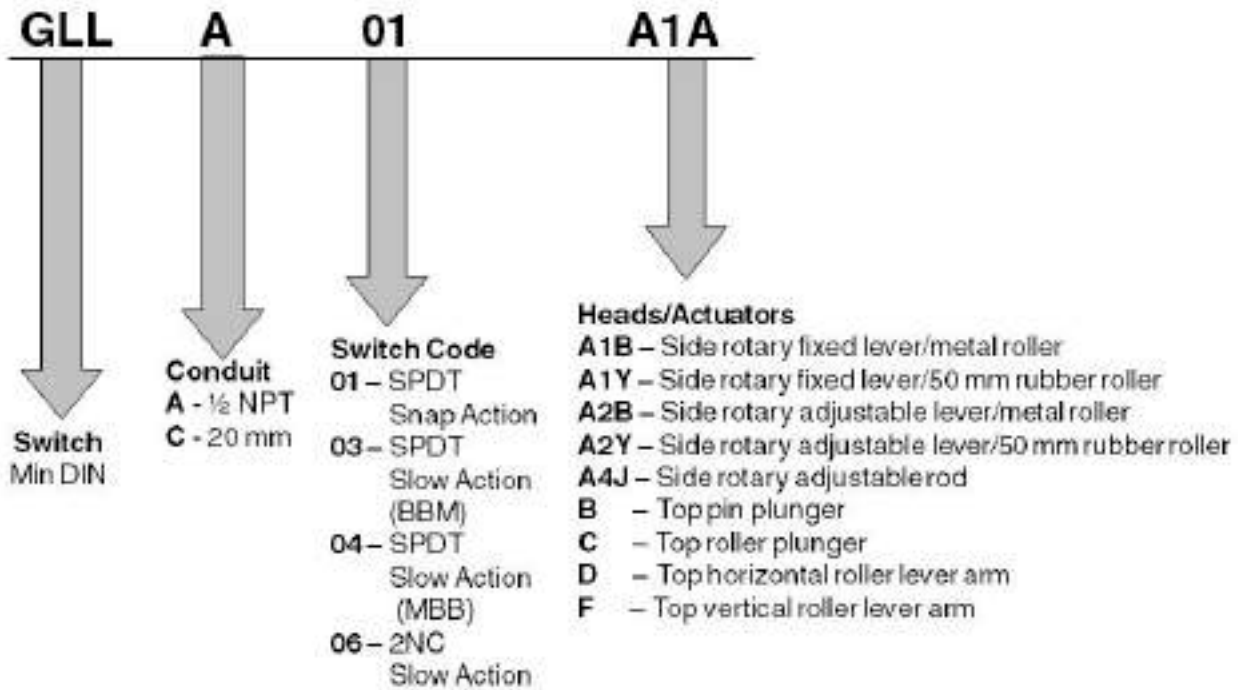 GLL A 01 A1A
Switch
Min DIN
Conduit
A - ½ NPT
C - 20 mm
Switch Code
01 – SPDT
Snap Action
03 – SPDT
Slow Action
(BBM)
04 – SPDT
Slow Action
(MBB)
06 – 2NC
Slow Action
Heads/Actuators
A1B – Side rotary fixed lever/metal roller
A1Y – Side rotary fixed lever/50 mm rubber roller
A2B – Side rotary adjustable lever/metal roller
A2Y – Side rotary adjustable lever/50 mm rubber roller
A4J – Side rotary adjustable rod
B – Top pin plunger
C – Top roller plunger
D – Top horizontal roller lever arm
F – Top vertical roller lever arm